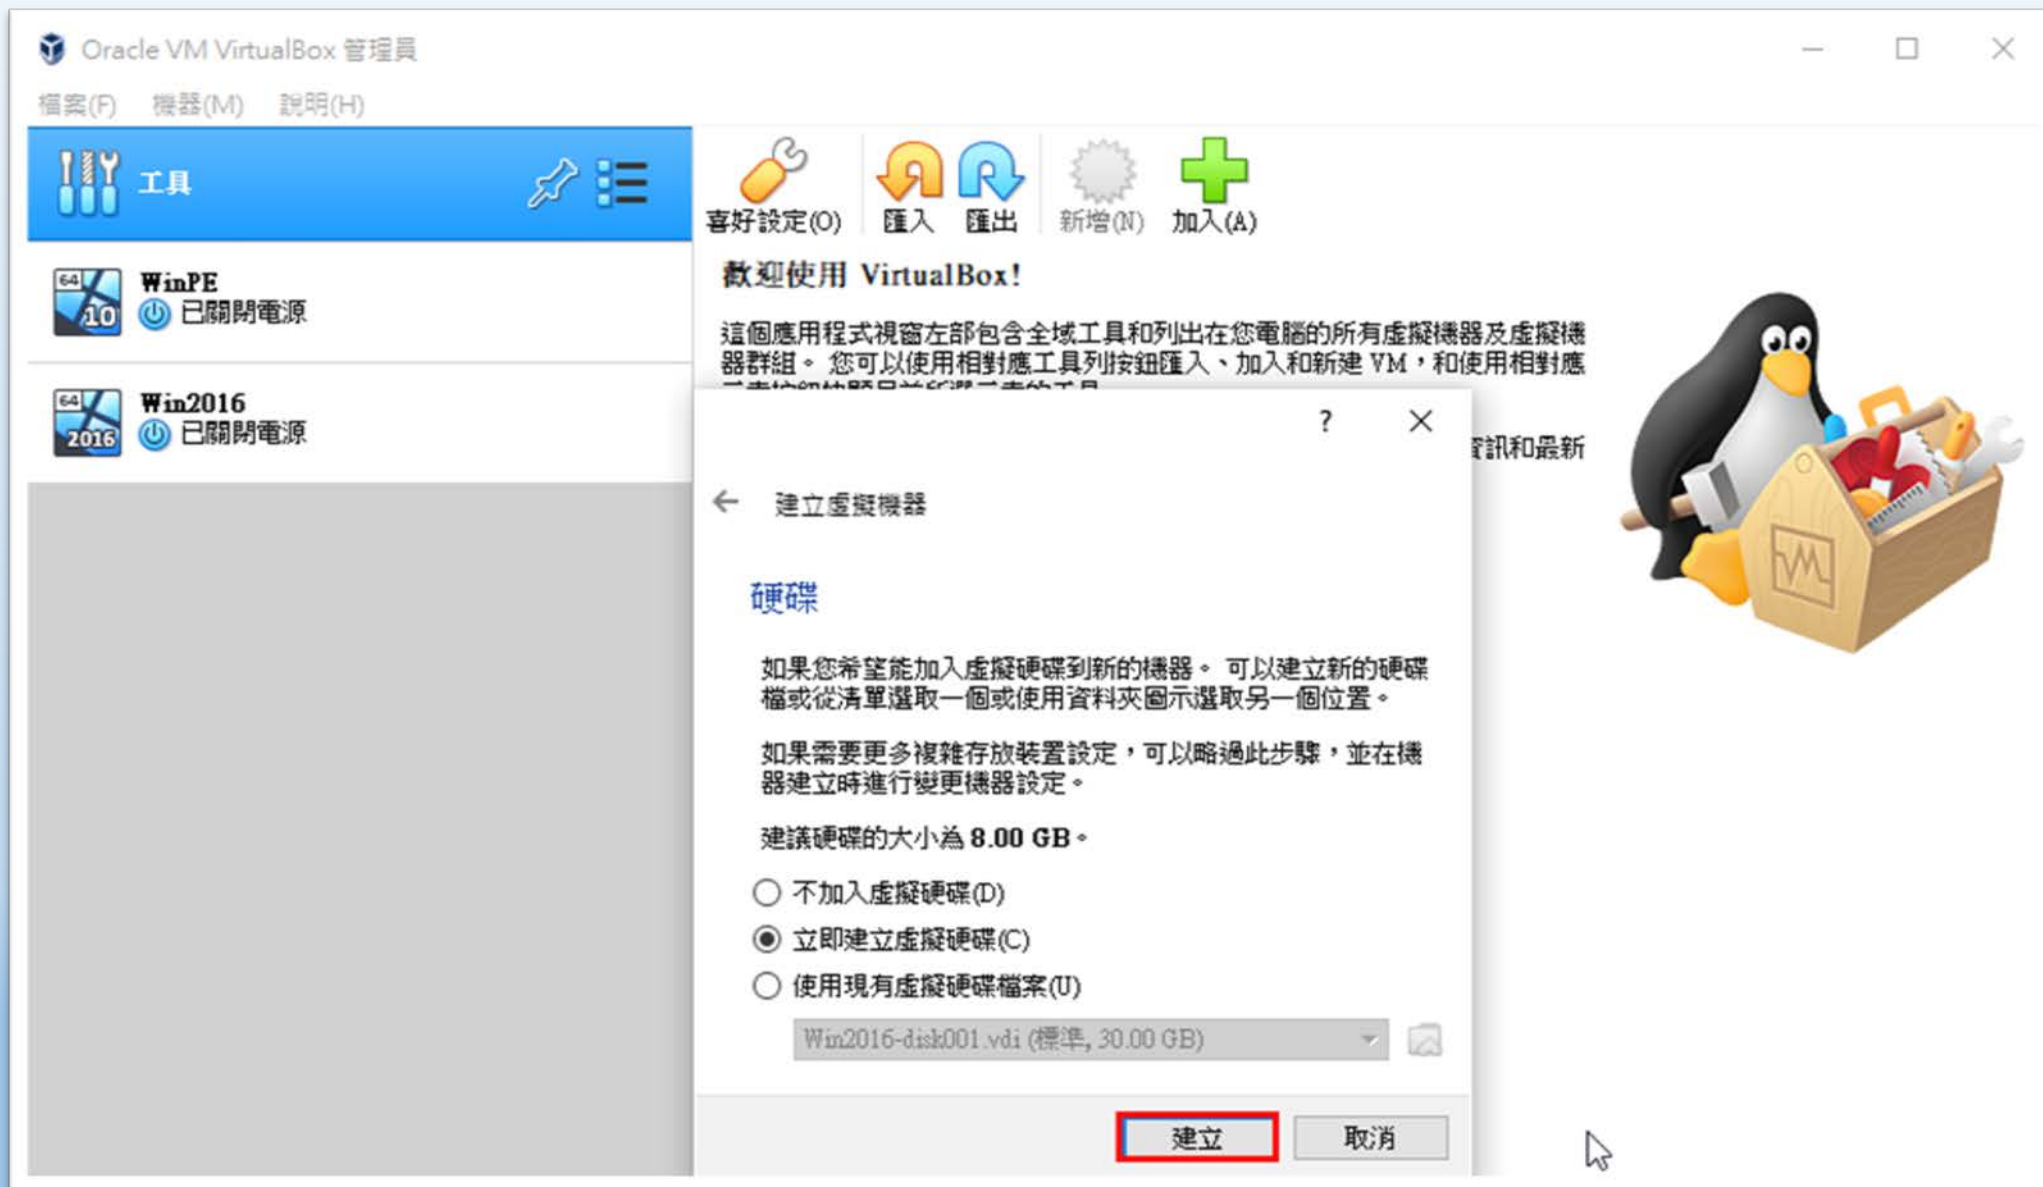 Oracle VM VirtualBox 管理員
檔案(F) 機器(M) 說明(H)
工具
喜好設定(O) 匯入 匯出 新增(N) 加入(A)
64
10
WinPE
已關閉電源
64
2016
Win2016
已關閉電源
歡迎使用 VirtualBox!
這個應用程式視窗左部包含全域工具和列出在您電腦的所有虛擬機器及虛擬機
器群組。 您可以使用相對應工具列按鈕匯入、加入和新建 VM，和使用相對應
資訊和最新
?
建立虛擬機器
硬碟
如果您希望能加入虛擬硬碟到新的機器。 可以建立新的硬碟
檔或從清單選取一個或使用資料夾圖示選取另一個位置。
如果需要更多複雜存放裝置設定，可以略過此步驟，並在機
器建立時進行變更機器設定。
建議硬碟的大小為 8.00 GB。
不加入虛擬硬碟(D)
立即建立虛擬硬碟(C)
使用現有虛擬硬碟檔案(U)
Win2016-disk001.vdi (標準, 30.00 GB)
建立 取消